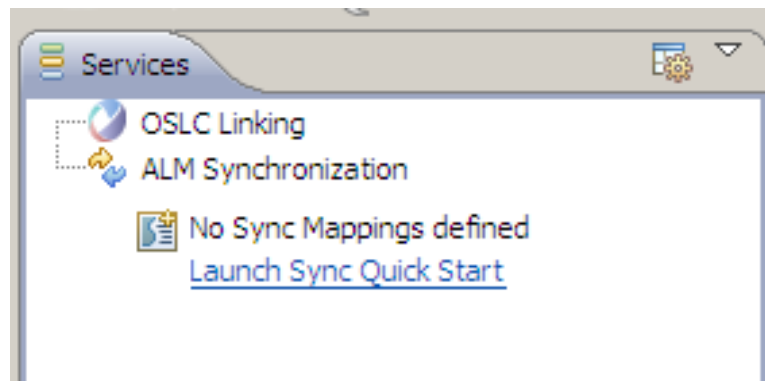 Services
OSLC Linking
ALM Synchronization
No Sync Mappings defined
Launch Sync Quick Start